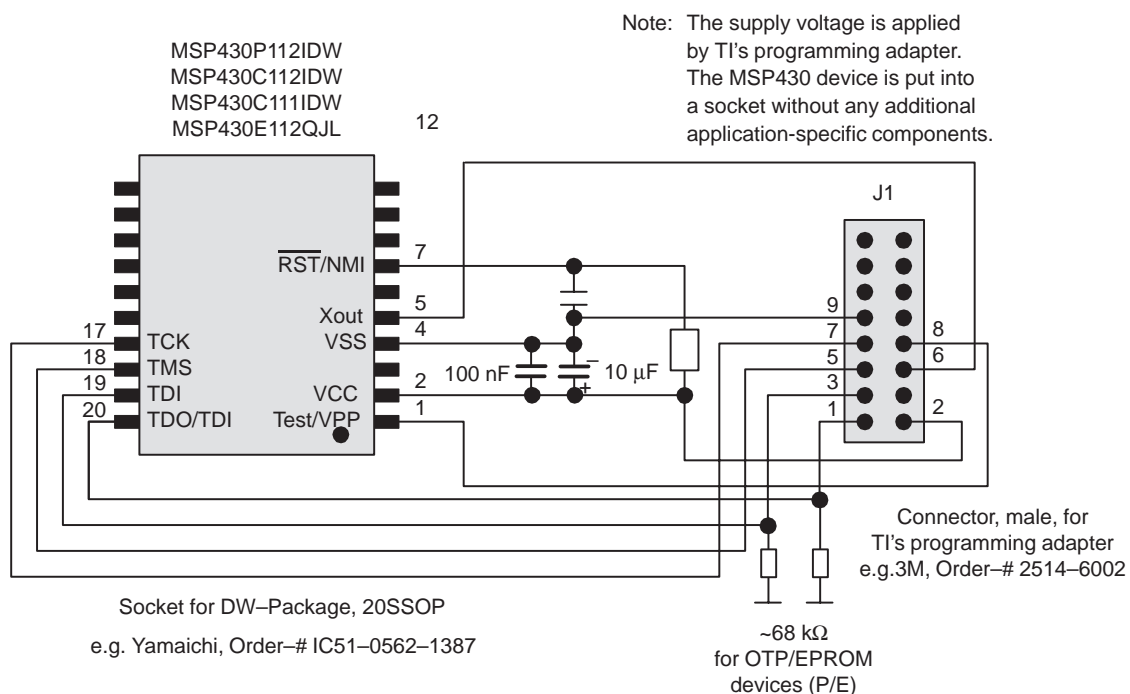 Note: The supply voltage is applied
by TI's programming adapter.
The MSP430 device is put into
a socket without any additional
application-specific components.
MSP430P112IDW
MSP430C112IDW
MSP430C111IDW
MSP430E112QJL
12
J1
RST/NMI
7
Xout
5
9
17
TCK
VSS
4
7
8
18
TMS
100 nF
–
+
10 μF
5
6
19
TDI
VCC
2
3
20
TDO/TDI
Test/VPP
1
1
2
Connector, male, for
TI's programming adapter
e.g.3M, Order–# 2514–6002
Socket for DW–Package, 20SSOP
e.g. Yamaichi, Order–# IC51–0562–1387
~68 kΩ
for OTP/EPROM
devices (P/E)